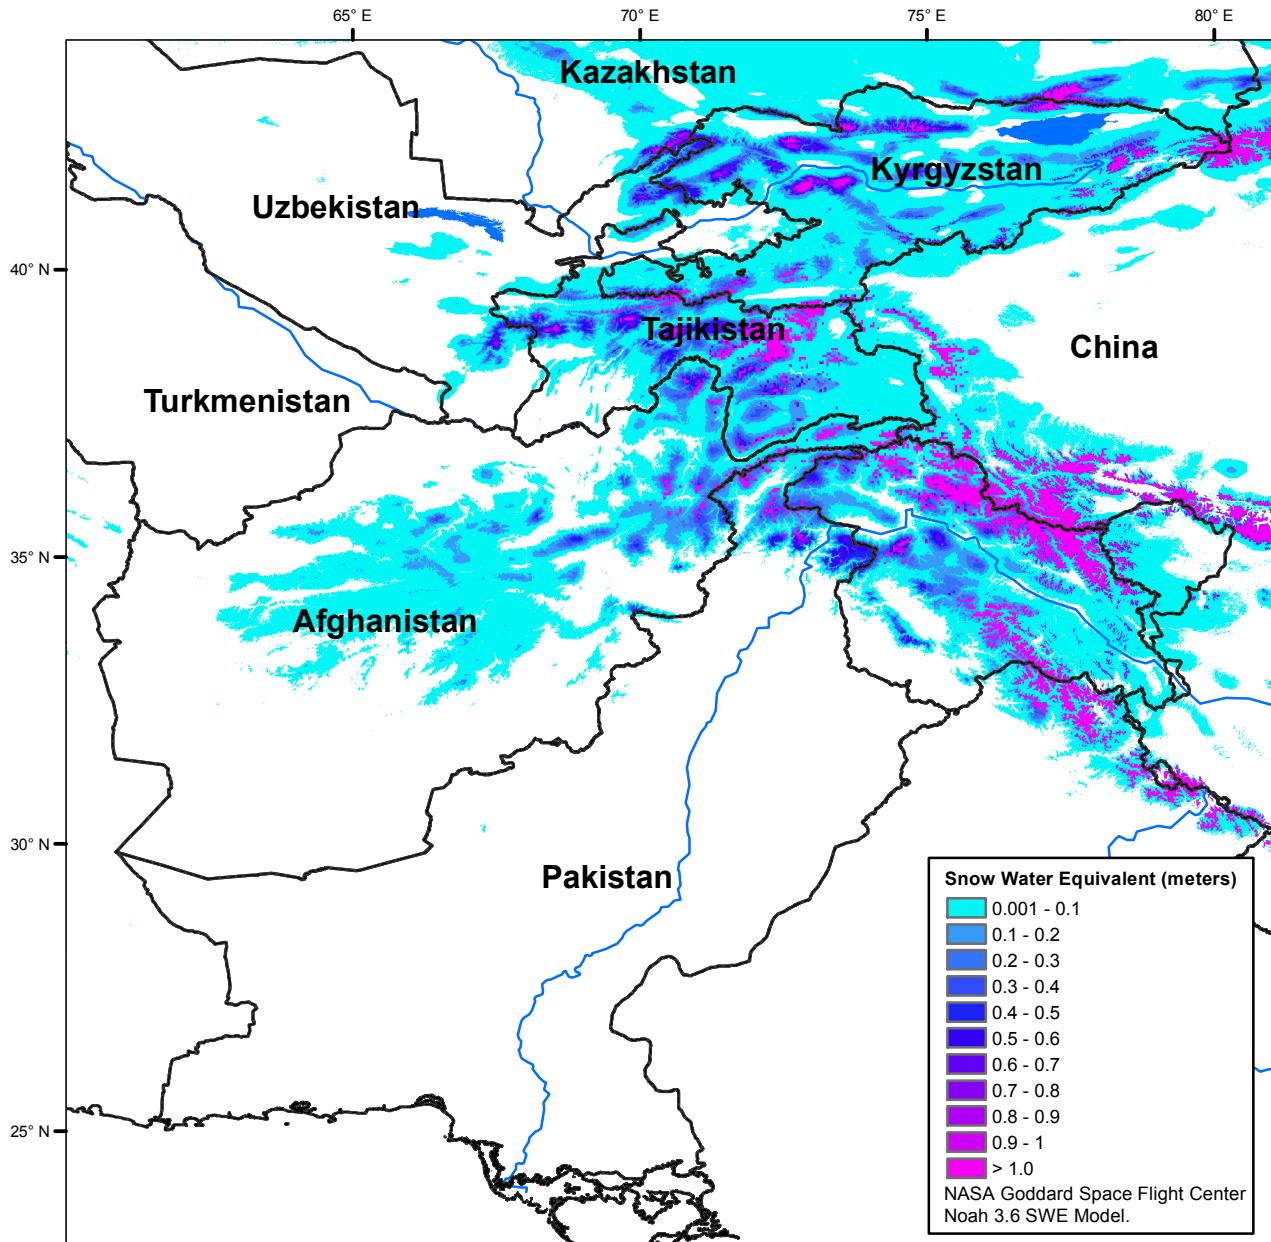 65° E
70° E
75° E
80° E
Kazakhstan
Kyrgyzstan
Uzbekistan
40° N
Tajikistan
China
Turkmenistan
35° N
Afghanistan
30° N
Pakistan
25° N
Snow Water Equivalent (meters)
0.001 - 0.1
0.1 - 0.2
0.2 - 0.3
0.3 - 0.4
0.4 - 0.5
0.5 - 0.6
0.6 - 0.7
0.7 - 0.8
0.8 - 0.9
0.9 - 1
> 1.0
NASA Goddard Space Flight Center
Noah 3.6 SWE Model.